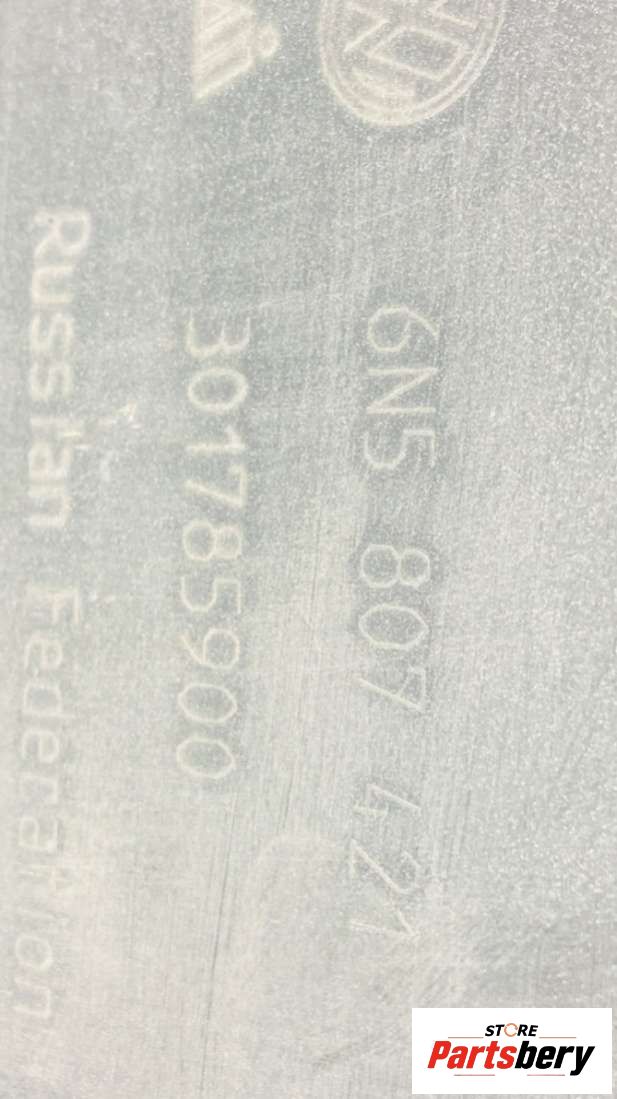 6N5 807 421
301785900
Russian Federation
STORE
Partsbery